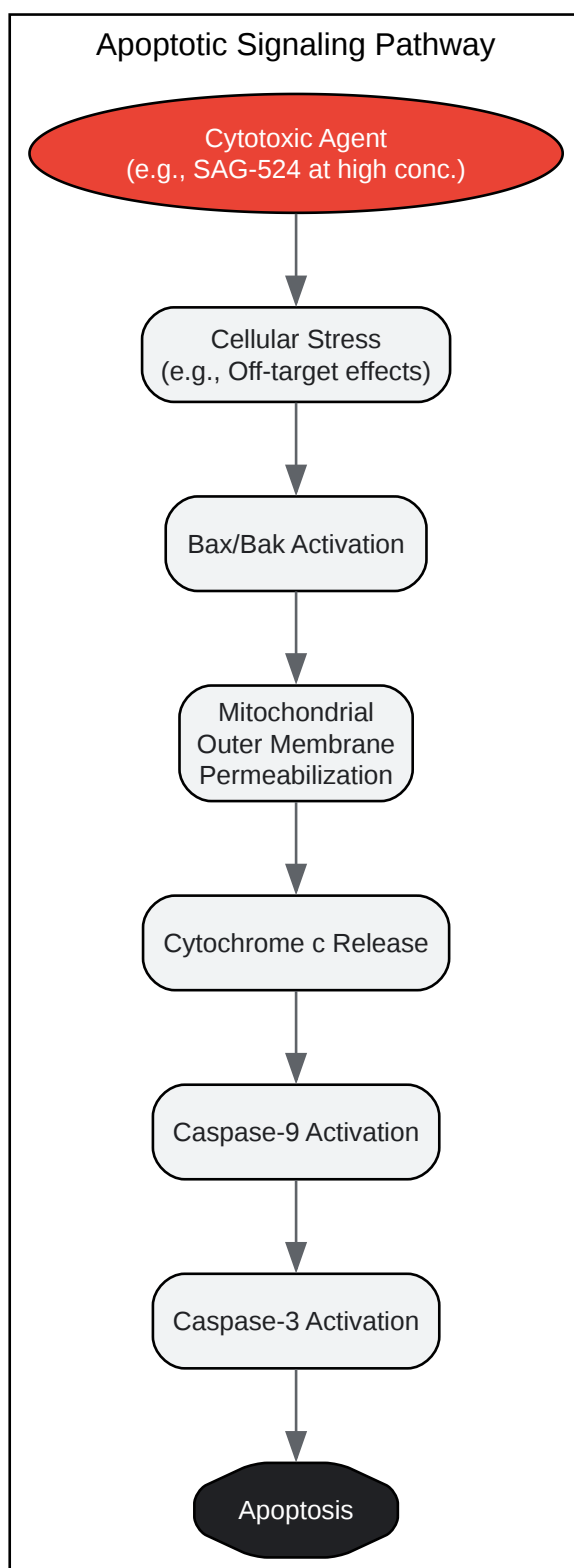 Apoptotic Signaling Pathway
Cytotoxic Agent
(e.g., SAG-524 at high conc.)
Cellular Stress
(e.g., Off-target effects)
Bax/Bak Activation
Mitochondrial
Outer Membrane
Permeabilization
Cytochrome c Release
Caspase-9 Activation
Caspase-3 Activation
Apoptosis